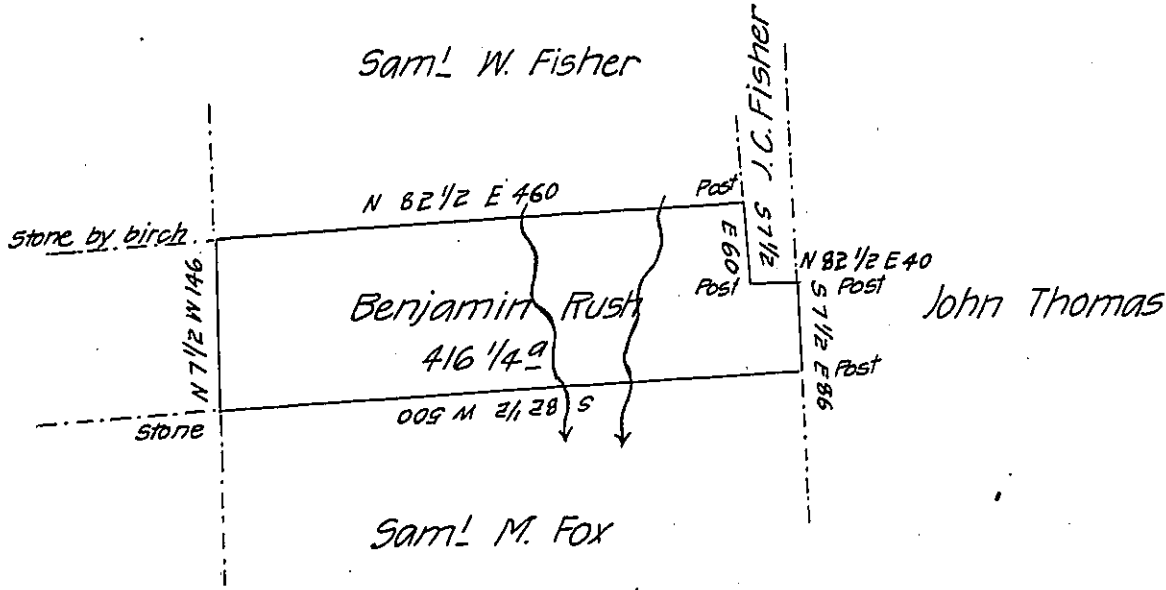 Sam! W. Fisher
J.C. Fisher
N 82 1/2 E 460
Post
S 7 1/2
E 60
Stone by birch
N 82 1/2 E 40
Post
Post
N 7 1/2 W 146
Benjamin Rush
John Thomas
416 1/4 a
S 7 1/2 E 86
Post
S 82 1/2 W 500
Stone
Sam! M. Fox